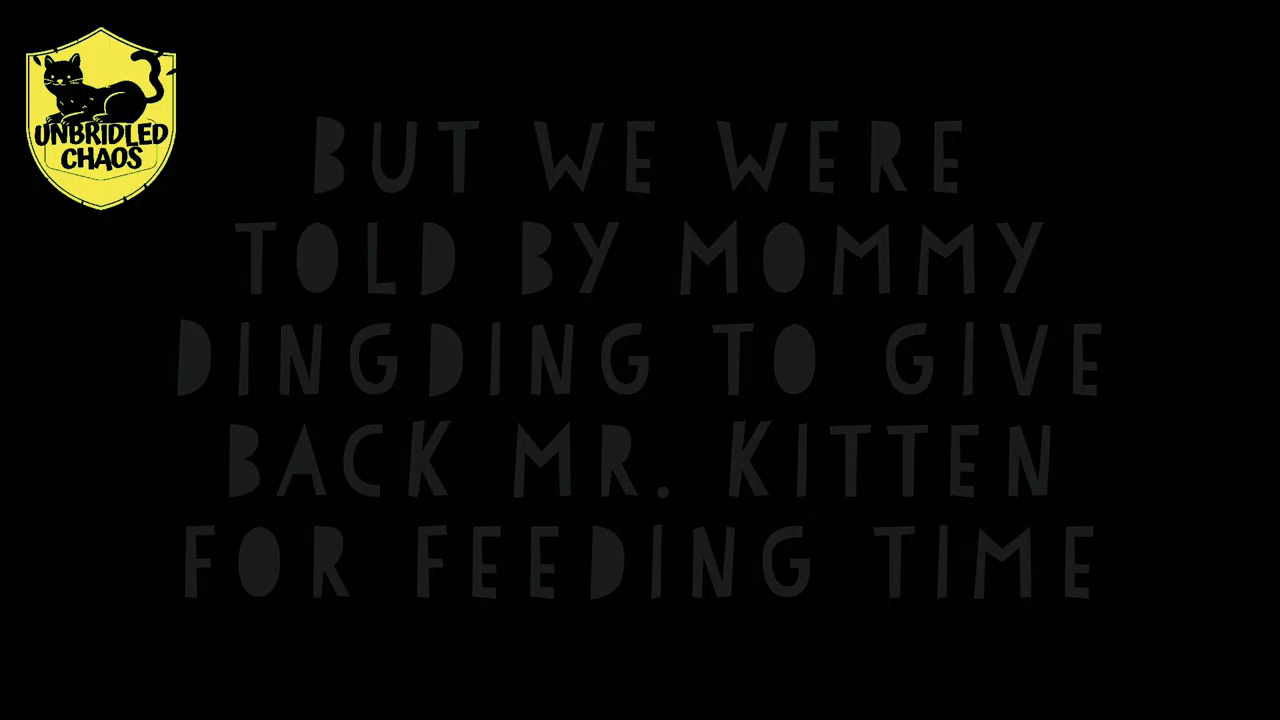 UNBRIDLED
CHAOS
BUT WE WERE
TOLD BY MOMMY
DINGDING TO GIVE
BACK MR. KITTEN
FOR FEEDING TIME